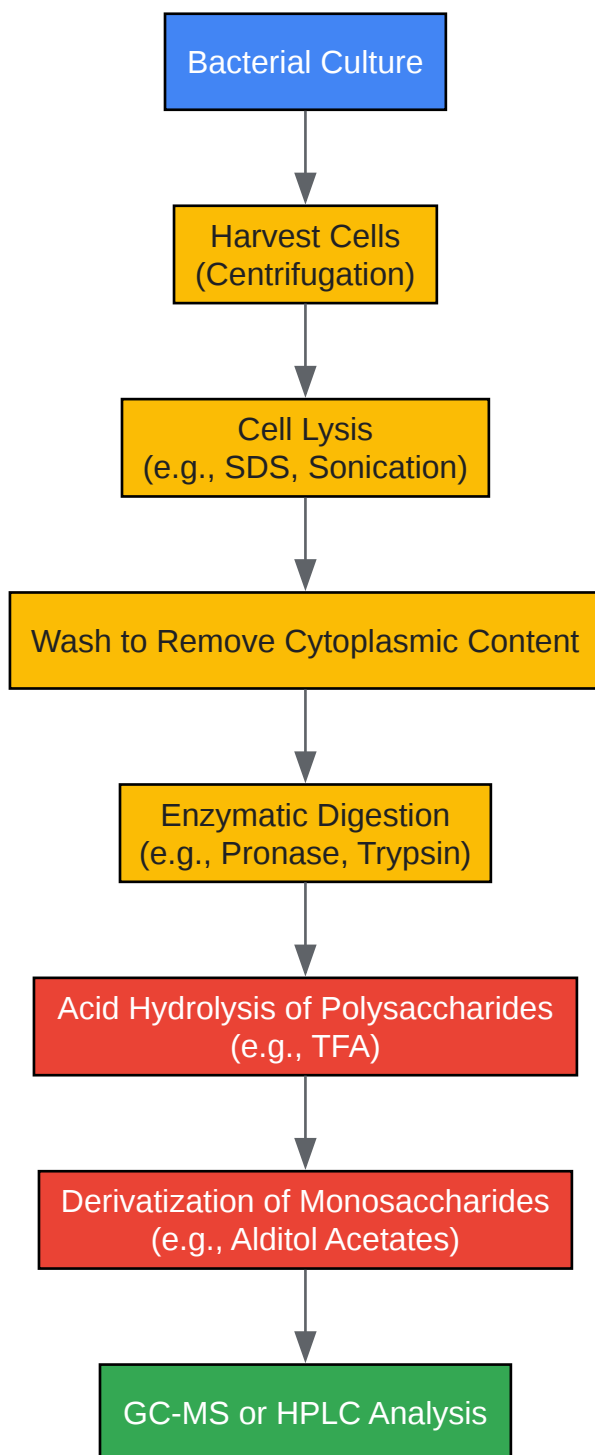 Bacterial Culture
Harvest Cells
(Centrifugation)
Cell Lysis
(e.g., SDS, Sonication)
Wash to Remove Cytoplasmic Content
Enzymatic Digestion
(e.g., Pronase, Trypsin)
Acid Hydrolysis of Polysaccharides
(e.g., TFA)
Derivatization of Monosaccharides
(e.g., Alditol Acetates)
GC-MS or HPLC Analysis